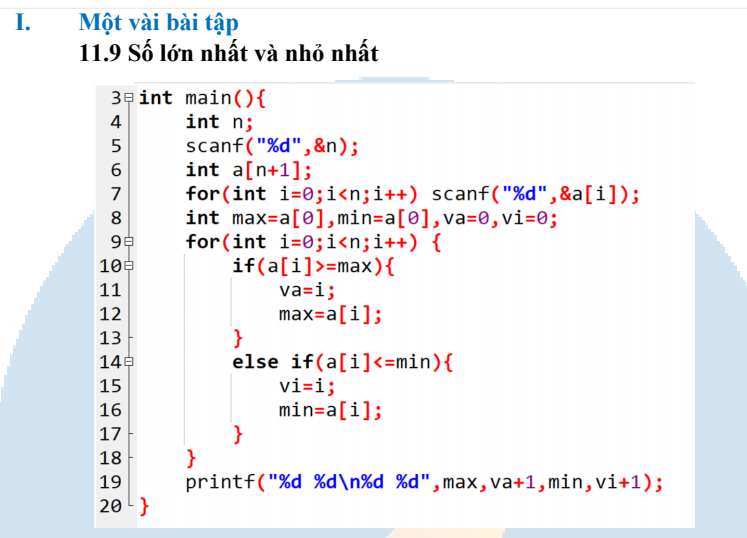 I. Một vài bài tập
11.9 Số lớn nhất và nhỏ nhất
3 int main(){
4 int n;
5 scanf("%d",&n);
6 int a[n+1];
7 for(int i=0;i<n;i++) scanf("%d",&a[i]);
8 int max=a[0],min=a[0],va=0,vi=0;
9 for(int i=0;i<n;i++) {
10 if(a[i]>=max){
11 va=i;
12 max=a[i];
13 }
14 else if(a[i]<=min){
15 vi=i;
16 min=a[i];
17 }
18 }
19 printf("%d %d\n%d %d",max,va+1,min,vi+1);
20 }